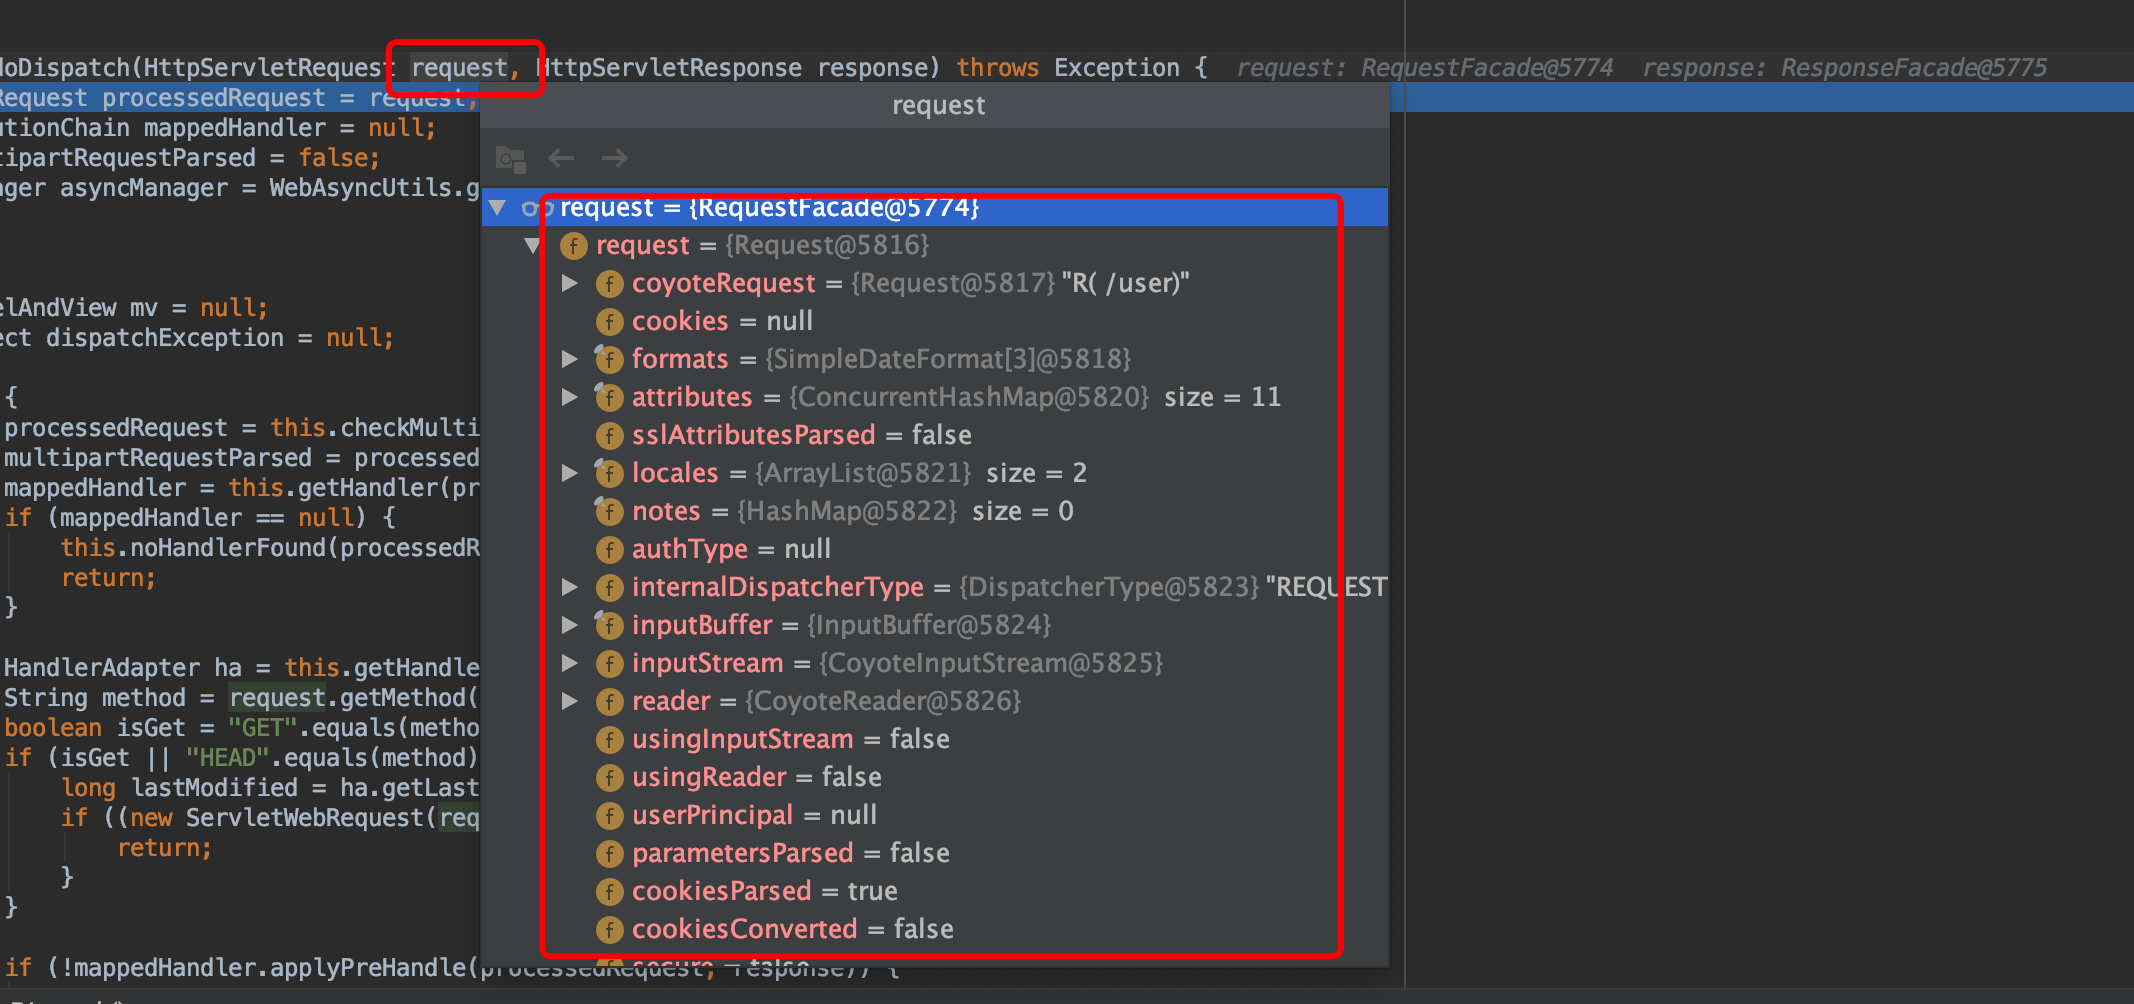 doDispatch(HttpServletRequest request, HttpServletResponse response) throws Exception {  request: RequestFacade@5774  response: ResponseFacade@5775
Request processedRequest = request;
utionChain mappedHandler = null;
tipartRequestParsed = false;
ager asyncManager = WebAsyncUtils.g
elAndView mv = null;
ect dispatchException = null;
{
processedRequest = this.checkMulti
multipartRequestParsed = processed
mappedHandler = this.getHandler(pr
if (mappedHandler == null) {
this.noHandlerFound(processedR
return;
}
HandlerAdapter ha = this.getHandle
String method = request.getMethod(
boolean isGet = "GET".equals(metho
if (isGet || "HEAD".equals(method)
long lastModified = ha.getLast
if ((new ServletWebRequest(req
return;
}
}
if (!mappedHandler.applyPreHandle(processedRequest, response)) {
request
request = {RequestFacade@5774}
request = {Request@5816}
coyoteRequest = {Request@5817} "R( /user)"
cookies = null
formats = {SimpleDateFormat[3]@5818}
attributes = {ConcurrentHashMap@5820} size = 11
sslAttributesParsed = false
locales = {ArrayList@5821} size = 2
notes = {HashMap@5822} size = 0
authType = null
internalDispatcherType = {DispatcherType@5823} "REQUEST
inputBuffer = {InputBuffer@5824}
inputStream = {CoyoteInputStream@5825}
reader = {CoyoteReader@5826}
usingInputStream = false
usingReader = false
userPrincipal = null
parametersParsed = false
cookiesParsed = true
cookiesConverted = false
secure = false